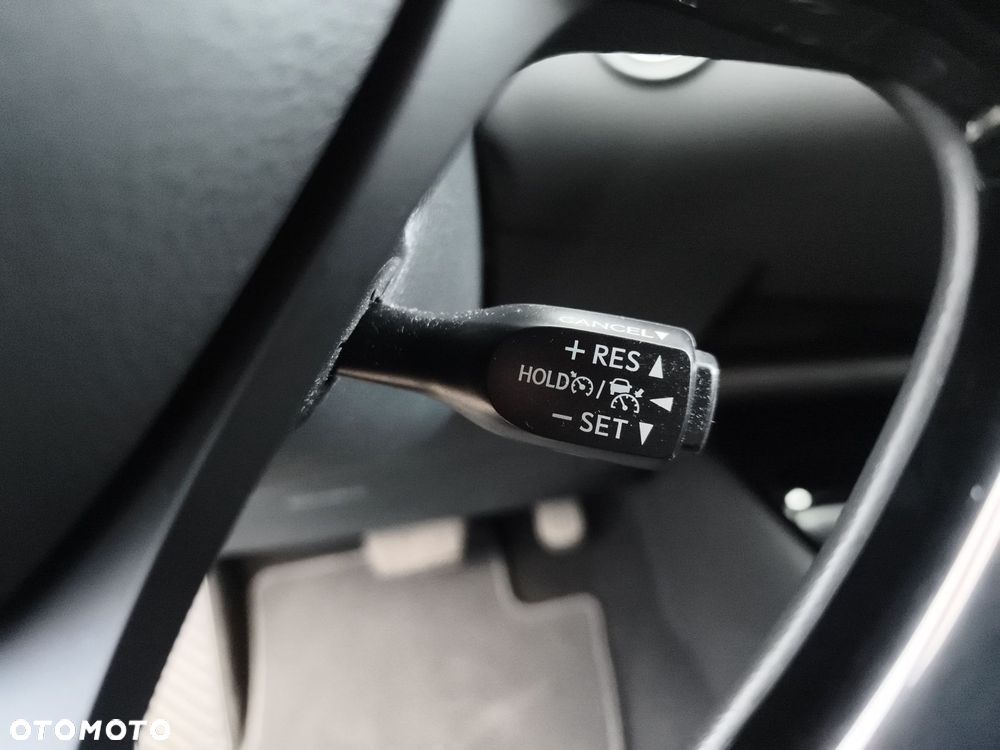 CANCEL▼
+ RES ▲
HOLD / ◀
− SET ▼
OTOMOTO